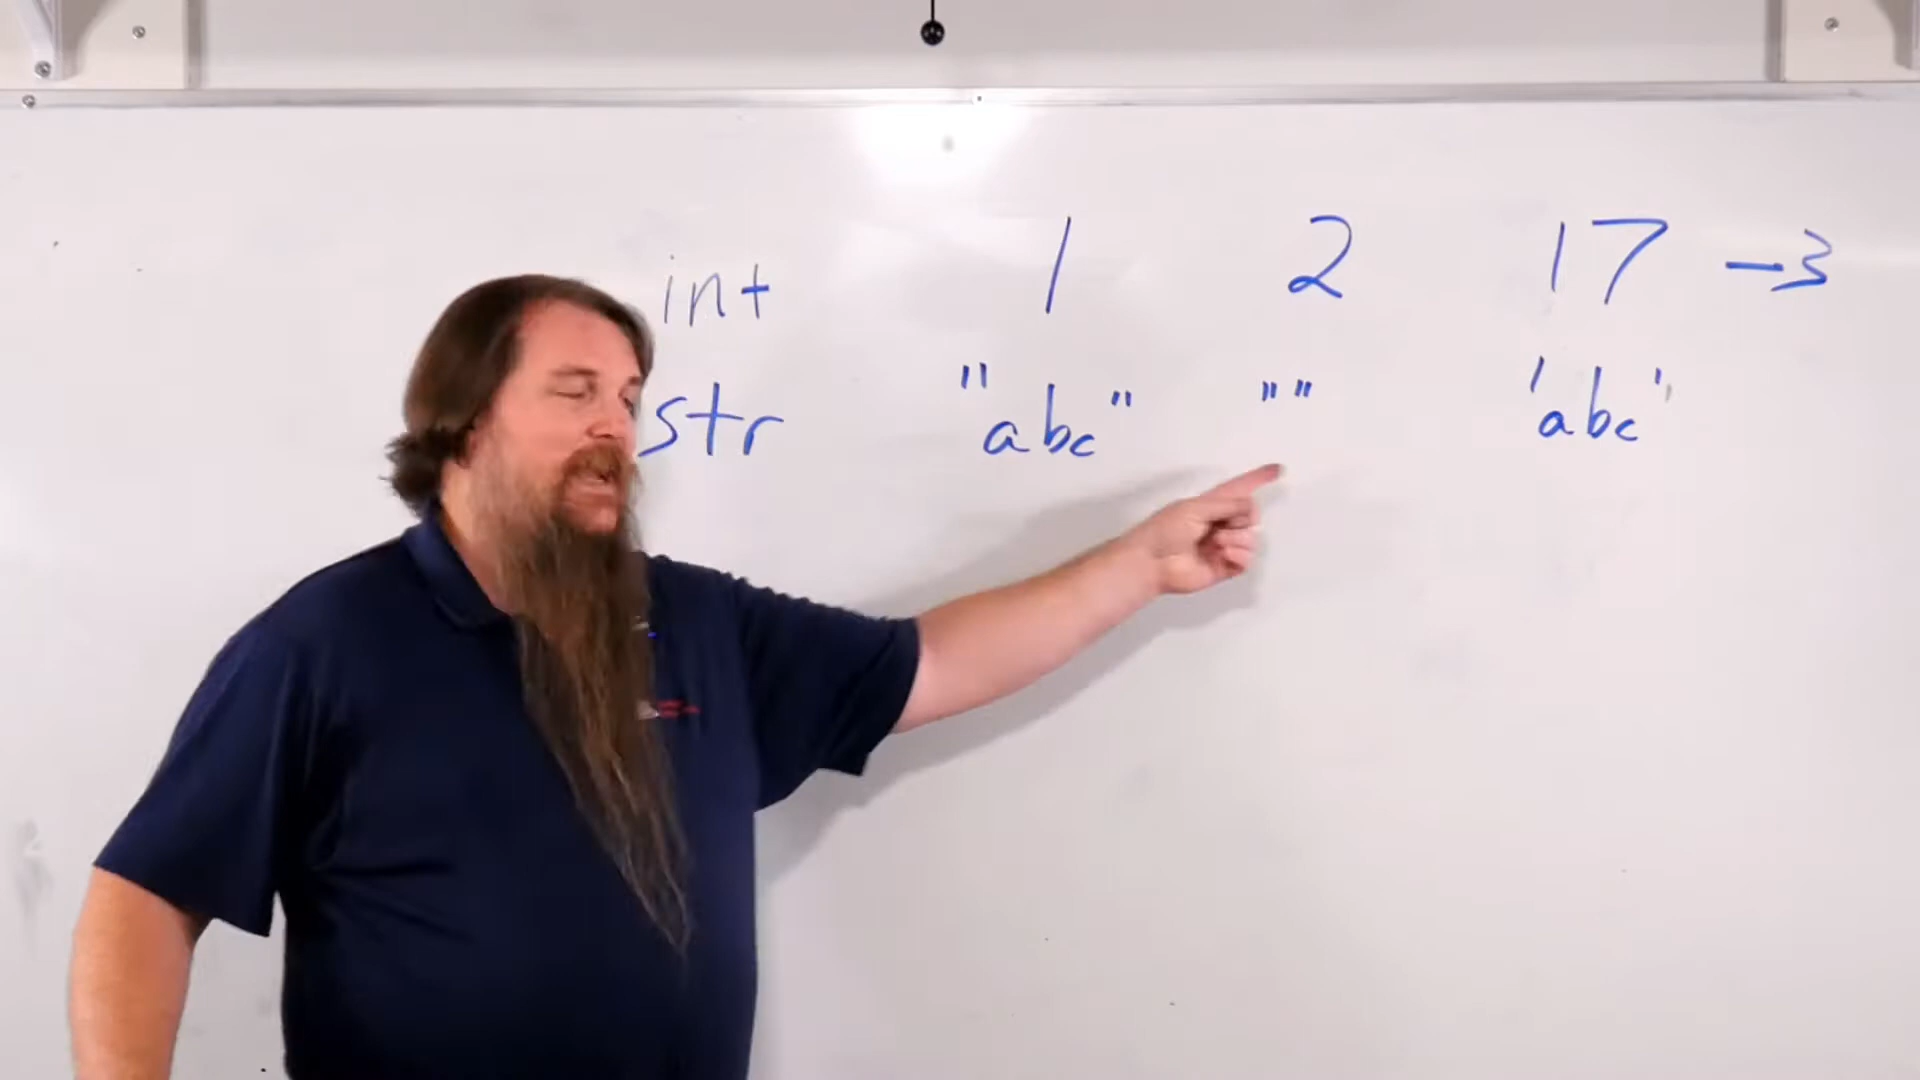 int 1 2 17 -3
str "abc" "" 'abc'